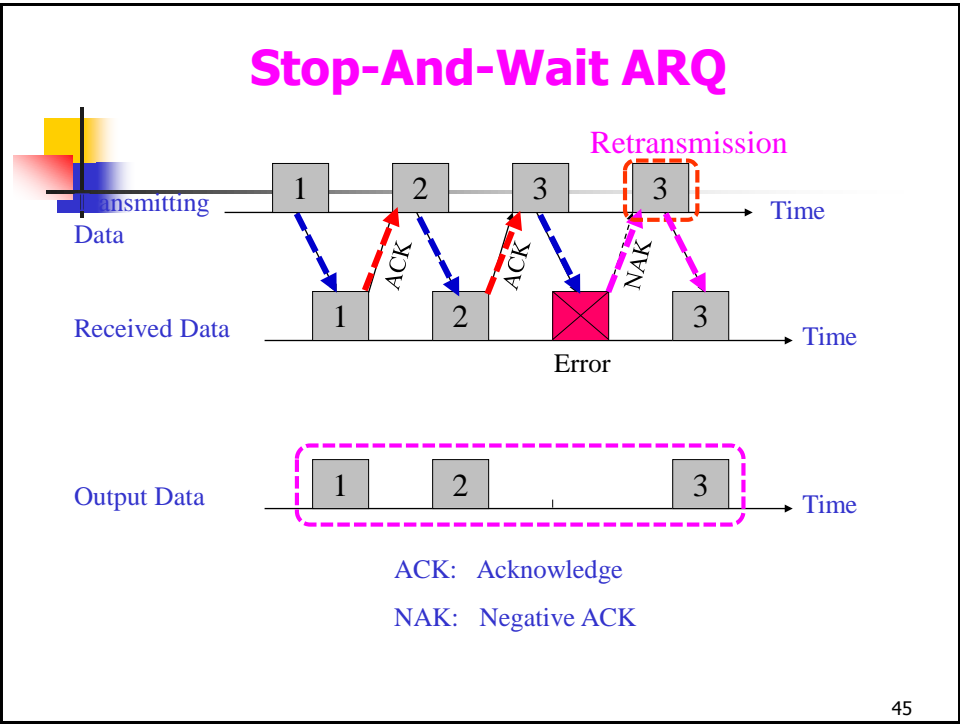 Stop-And-Wait ARQ
Retransmission
1 2 3 3
Transmitting
Data
Time
ACK ACK NAK
Received Data
1 2 3
Time
Error
Output Data
1 2 3
Time
ACK: Acknowledge
NAK: Negative ACK
45